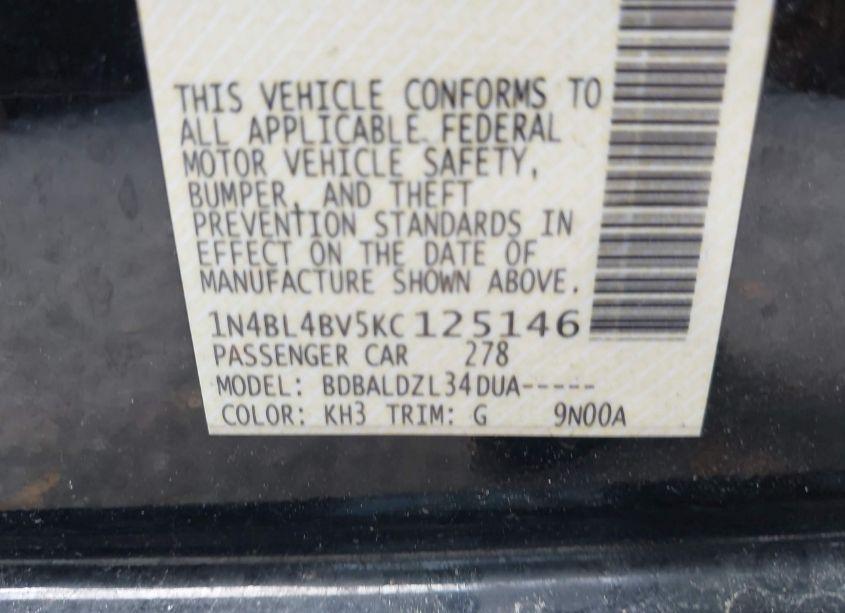 THIS VEHICLE CONFORMS TO
ALL APPLICABLE FEDERAL
MOTOR VEHICLE SAFETY,
BUMPER, AND THEFT
PREVENTION STANDARDS IN
EFFECT ON THE DATE OF
MANUFACTURE SHOWN ABOVE.
1N4BL4BV5KC125146
PASSENGER CAR 278
MODEL: BDBALDZL34DUA-----
COLOR: KH3 TRIM: G 9N00A